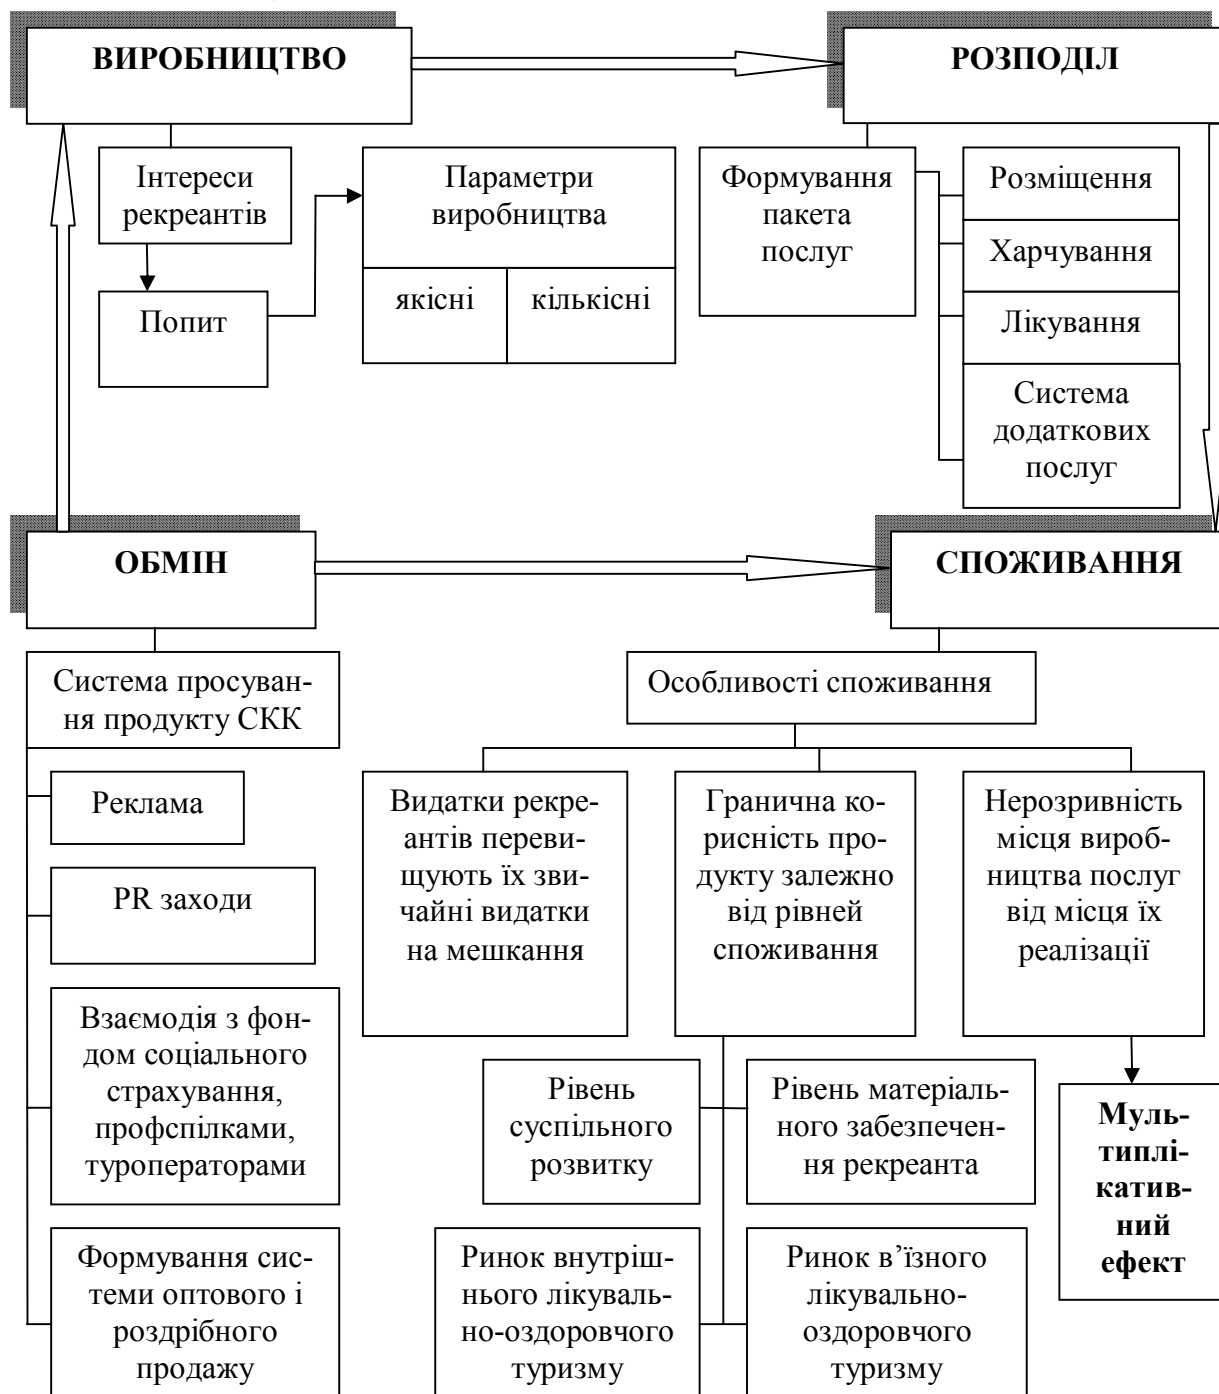 ВИРОБНИЦТВО
РОЗПОДІЛ
Інтереси
рекреантів
Попит
Параметри
виробництва
якісні
кількісні
Формування
пакета
послуг
Розміщення
Харчування
Лікування
Система
додаткових
послуг
ОБМІН
СПОЖИВАННЯ
Система просуван-
ня продукту СКК
Реклама
PR заходи
Взаємодія з фон-
дом соціального
страхування,
профспілками,
туроператорами
Формування сис-
теми оптового і
роздрібного
продажу
Особливості споживання
Видатки рекре-
антів переви-
щують їх зви-
чайні видатки
на мешкання
Гранична ко-
рисність про-
дукту залежно
від рівней
споживання
Нерозривність
місця вироб-
ництва послуг
від місця їх
реалізації
Рівень
суспільного
розвитку
Рівень матеріаль-
ного забезпечен-
ня рекреанта
Ринок внутріш-
нього лікуваль-
но-оздоровчого
туризму
Ринок в’їзного
лікувально-
оздоровчого
туризму
Муль-
типлі-
катив-
ний
ефект